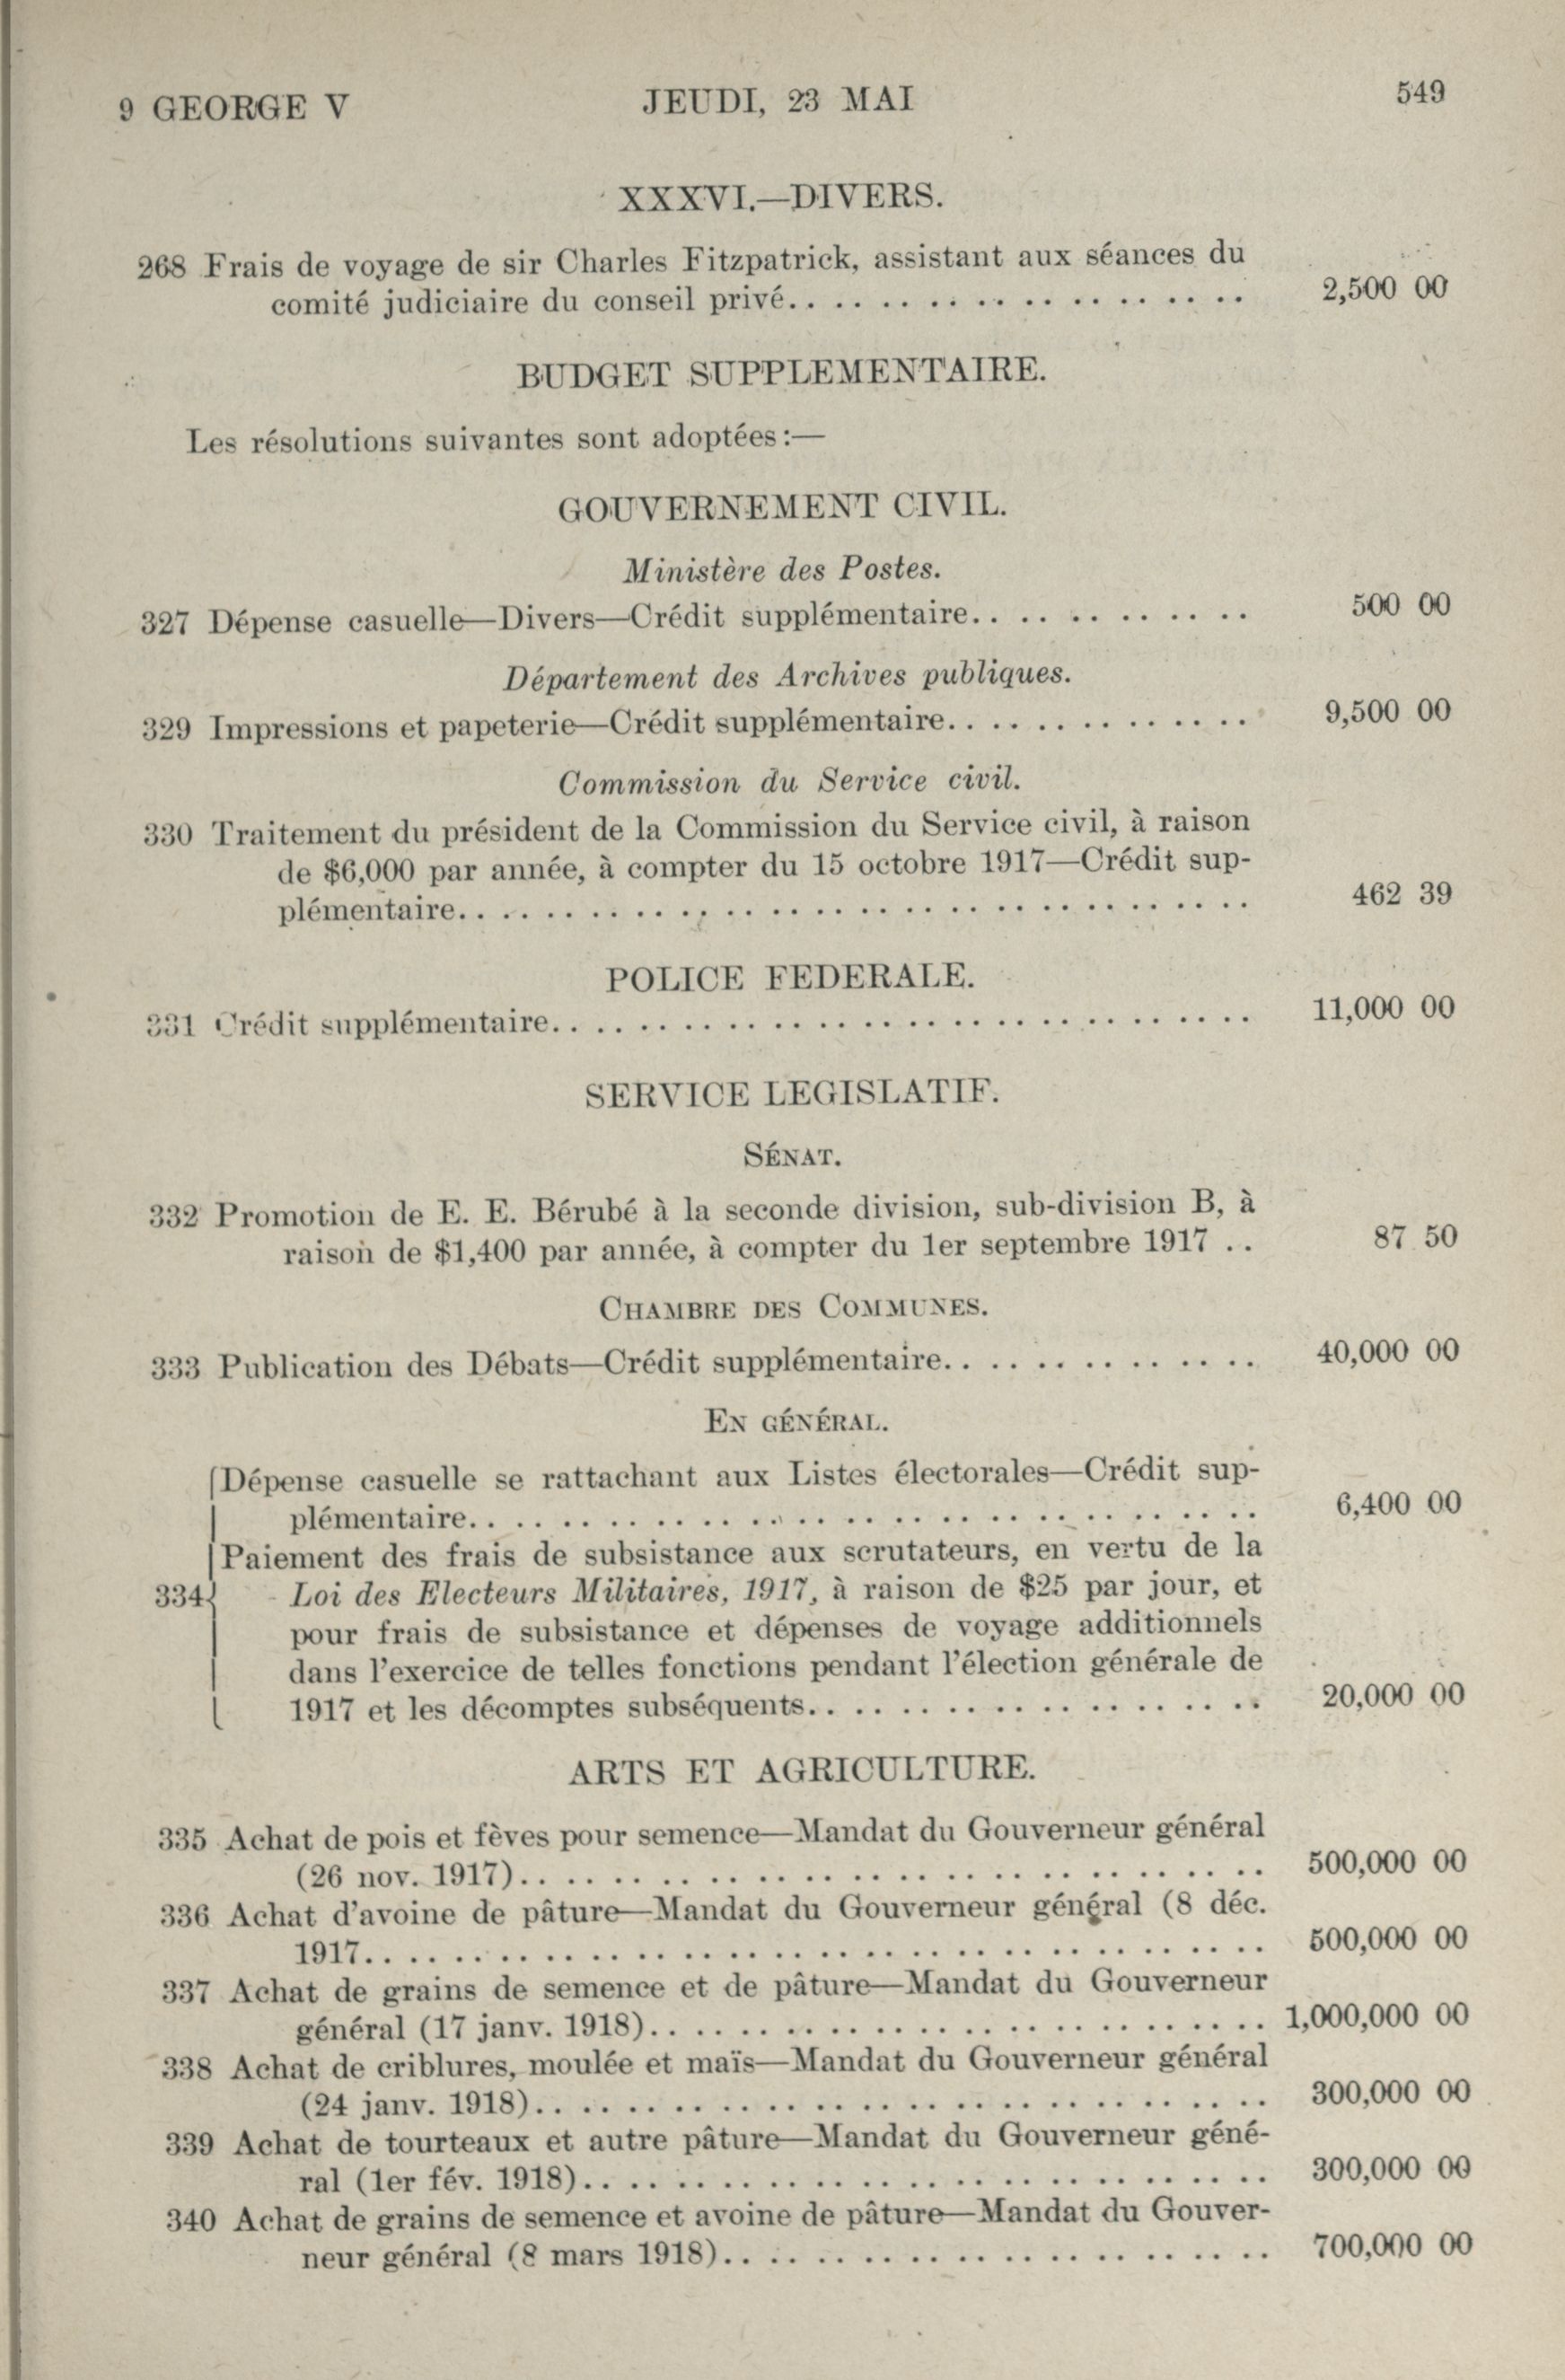 9 GEORGE V JEUDI, 23 MAI 549
XXXVI.—DIVERS.
268 Frais de voyage de sir Charles Fitzpatrick, assistant aux séances du
comité judiciaire du conseil privé. . . . . . . . . . . . . . . . . . . . 2,500 00
BUDGET SUPPLEMENTAIRE.
Les résolutions suivantes sont adoptées:—
GOUVERNEMENT CIVIL.
Ministère des Postes.
327 Dépense casuelle—Divers—Crédit supplémentaire. . . . . . . . . . . . 500 00
Département des Archives publiques.
329 Impressions et papeterie—Crédit supplémentaire. . . . . . . . . . . . . 9,500 00
Commission du Service civil.
330 Traitement du président de la Commission du Service civil, à raison
de $6,000 par année, à compter du 15 octobre 1917—Crédit sup-
plémentaire. . . . . . . . . . . . . . . . . . . . . . . . . . . . . . . . . . . 462 39
POLICE FEDERALE.
331 Crédit supplémentaire. . . . . . . . . . . . . . . . . . . . . . . . . . . . . . . 11,000 00
SERVICE LEGISLATIF.
SÉNAT.
332 Promotion de E. E. Bérubé à la seconde division, sub-division B, à
raison de $1,400 par année, à compter du 1er septembre 1917 . . 87 50
CHAMBRE DES COMMUNES.
333 Publication des Débats—Crédit supplémentaire. . . . . . . . . . . . . . 40,000 00
EN GÉNÉRAL.
Dépense casuelle se rattachant aux Listes électorales—Crédit sup-
plémentaire. . . . . . . . . . . . . . . . . . . . . . . . . . . . . . . . . . 6,400 00
Paiement des frais de subsistance aux scrutateurs, en vertu de la
334 Loi des Electeurs Militaires, 1917, à raison de $25 par jour, et
pour frais de subsistance et dépenses de voyage additionnels
dans l'exercice de telles fonctions pendant l'élection générale de
1917 et les décomptes subséquents. . . . . . . . . . . . . . . . . . . . 20,000 00
ARTS ET AGRICULTURE.
335 Achat de pois et fèves pour semence—Mandat du Gouverneur général
(26 nov. 1917). . . . . . . . . . . . . . . . . . . . . . . . . . . . . . . . 500,000 00
336 Achat d'avoine de pâture—Mandat du Gouverneur général (8 déc.
1917. . . . . . . . . . . . . . . . . . . . . . . . . . . . . . . . . . . . . . . 500,000 00
337 Achat de grains de semence et de pâture—Mandat du Gouverneur
général (17 janv. 1918). . . . . . . . . . . . . . . . . . . . . . . . . . . 1,000,000 00
338 Achat de criblures, moulée et maïs—Mandat du Gouverneur général
(24 janv. 1918). . . . . . . . . . . . . . . . . . . . . . . . . . . . . . . . 300,000 00
339 Achat de tourteaux et autre pâture—Mandat du Gouverneur géné-
ral (1er fév. 1918). . . . . . . . . . . . . . . . . . . . . . . . . . . . . . 300,000 00
340 Achat de grains de semence et avoine de pâture—Mandat du Gouver-
neur général (8 mars 1918). . . . . . . . . . . . . . . . . . . . . . . . 700,000 00